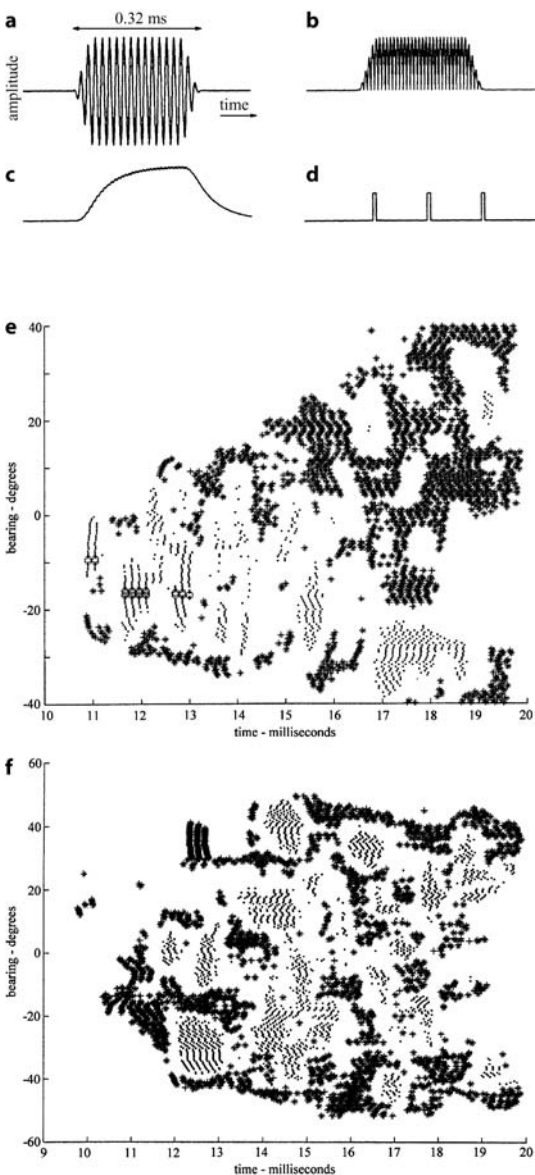 a
b
0.32 ms
amplitude
time
c
d
e
40
20
0
-20
-40
bearing - degrees
10 11 12 13 14 15 16 17 18 19 20
time - milliseconds
f
60
40
20
0
-20
-40
-60
bearing - degrees
9 10 11 12 13 14 15 16 17 18 19 20
time - milliseconds